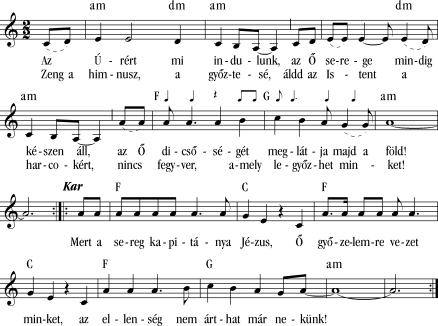 am dm am dm
Az Ú-rért mi in-du-lunk, az Ő se-re-ge min-dig
Zeng a him-nusz, a győz-te-sé, áldd az Is-tent a
am F G am
ké-szen áll, az Ő di-cső-sé-gét meg-lát-ja majd a föld!
har-co-kért, nincs fegy-ver, a-mely le-győz-het min-ket!
Kar F C F
Mert a se-reg ka-pi-tá-nya Jé-zus, Ő győ-ze-lem-re ve-zet
C F G am
min-ket, az el-len-ség nem árt-hat már ne-künk!